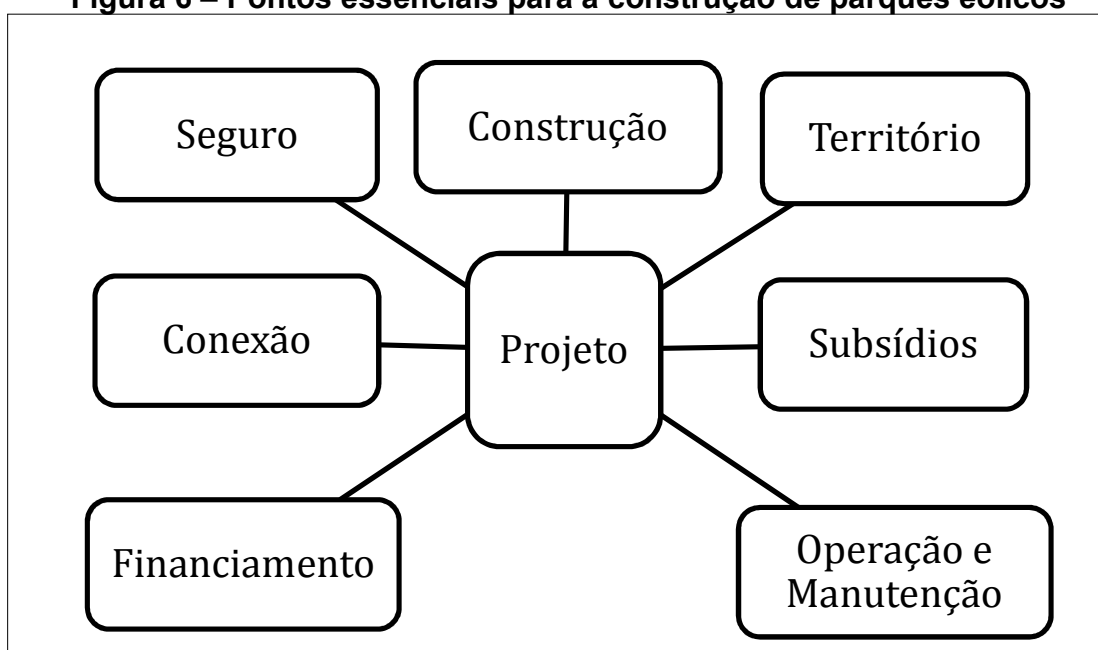 Figura 6 – Pontos essenciais para a construção de parques eólicos
Seguro
Construção
Território
Conexão
Projeto
Subsídios
Financiamento
Operação e
Manutenção